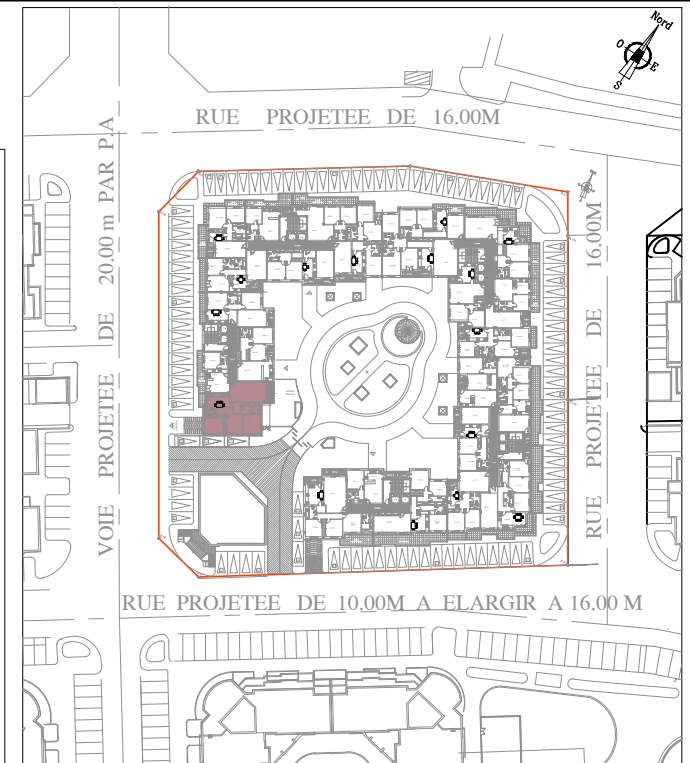 Nord
O
E
S
RUE PROJETEE DE 16.00M
VOIE PROJETEE DE 20.00 m PAR P.A
RUE PROJETEE DE 16.00M
RUE PROJETEE DE 10.00M A ELARGIR A 16.00 M